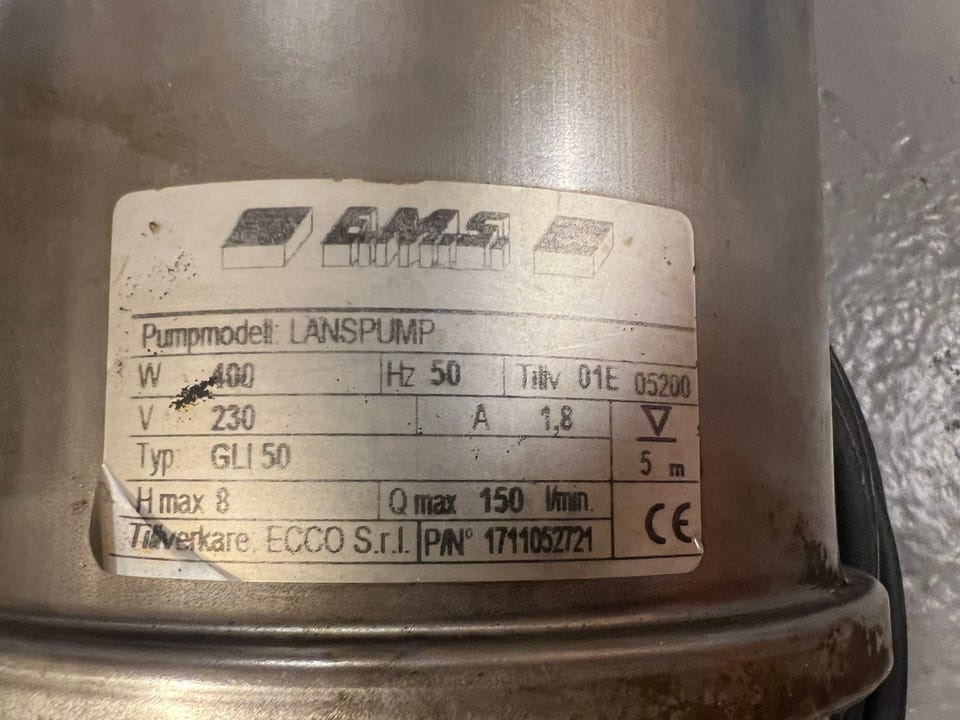 E.M.S.
Pumpmodell: LANSPUMP
W 400 Hz 50 Tillv 01E 05200
V 230 A 1,8
Typ GLI 50 5 m
H max 8 Q max 150 l/min.
Tillverkare: ECCO S.r.l. P/N° 1711052721 CE